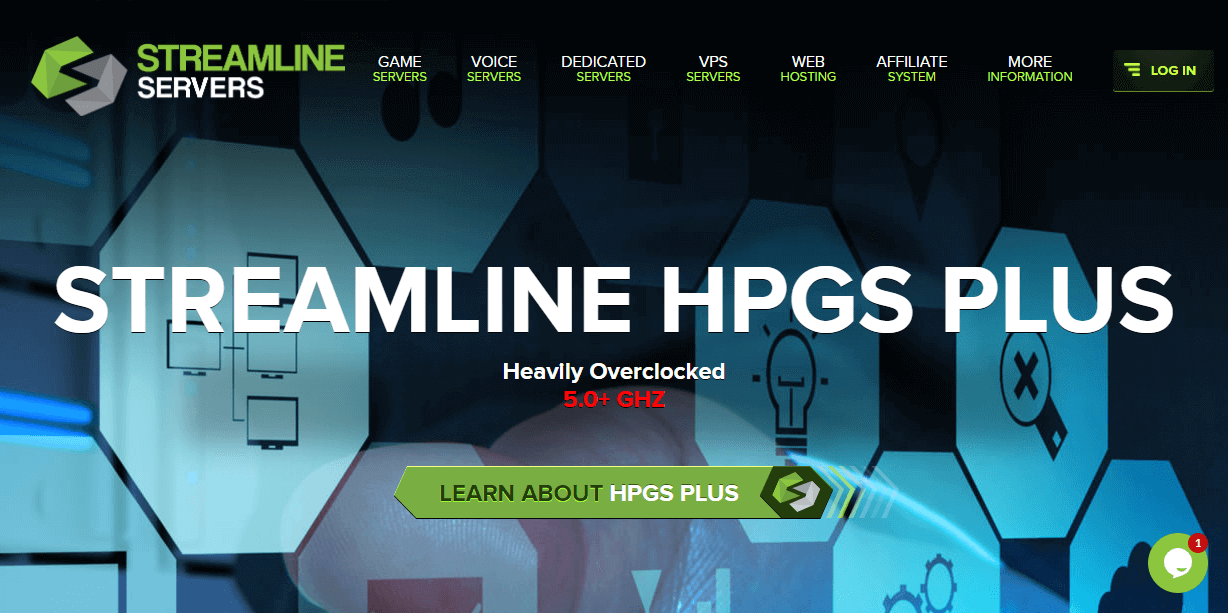 STREAMLINE
SERVERS
GAME
SERVERS
VOICE
SERVERS
DEDICATED
SERVERS
VPS
SERVERS
WEB
HOSTING
AFFILIATE
SYSTEM
MORE
INFORMATION
LOG IN
STREAMLINE HPGS PLUS
Heavily Overclocked
5.0+ GHZ
LEARN ABOUT HPGS PLUS
1